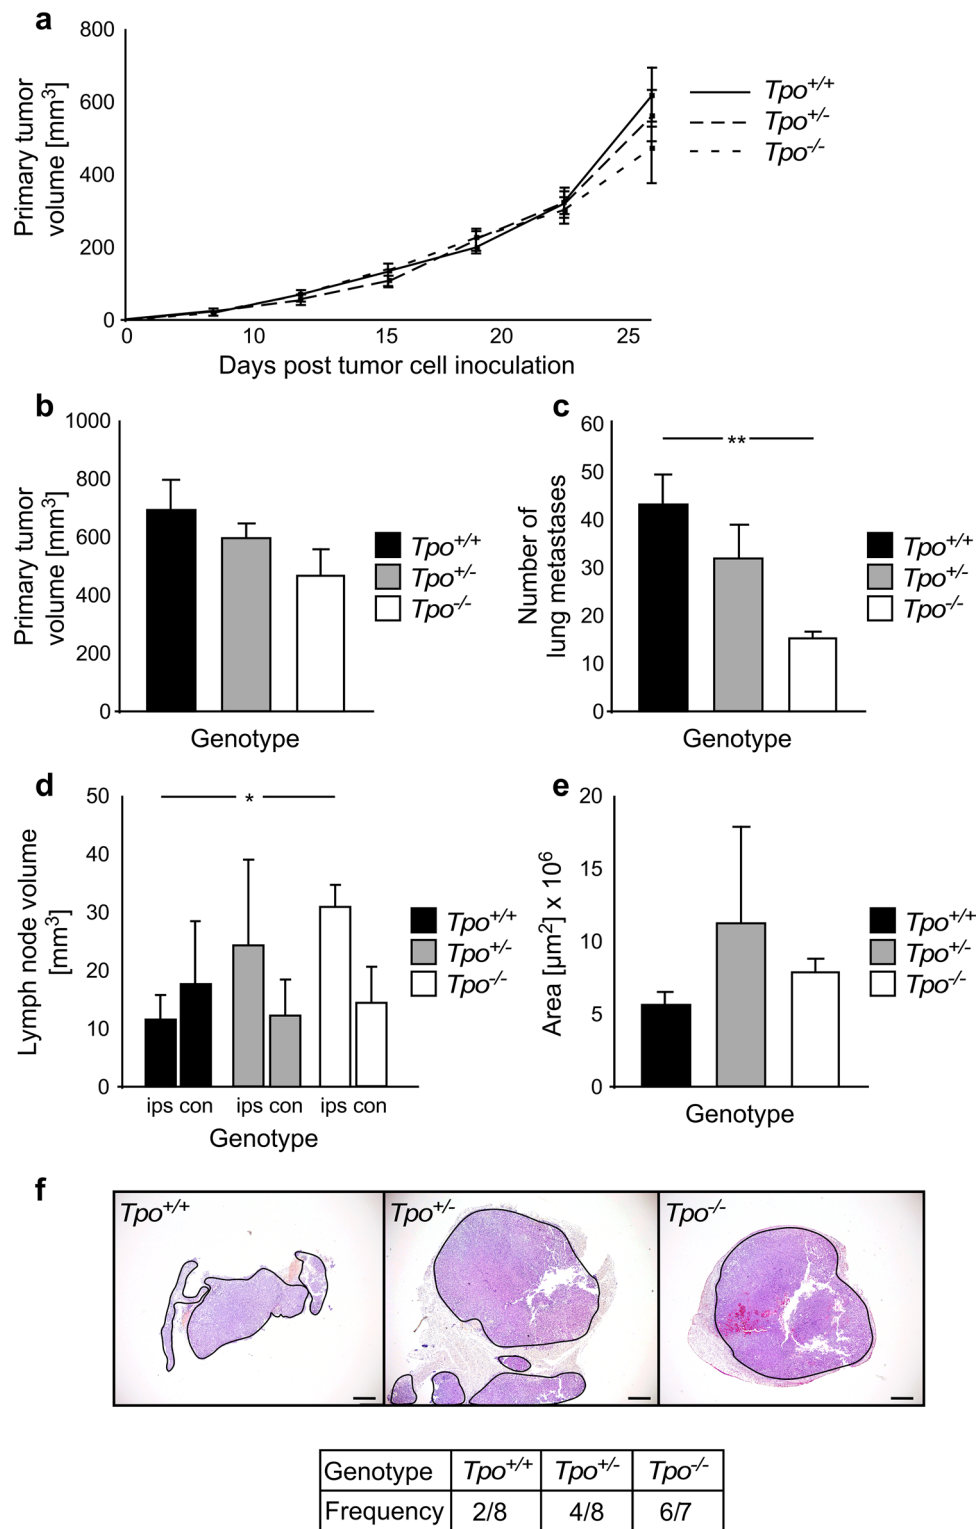 a
800
600
400
200
0
Primary tumor
volume [mm³]
0 10 15 20 25
Days post tumor cell inoculation
Tpo+/+
Tpo+/-
Tpo-/-
b
1000
800
600
400
200
0
Primary tumor
volume [mm³]
Genotype
Tpo+/+
Tpo+/-
Tpo-/-
c
60
50
40
30
20
10
0
Number of
lung metastases
**
Genotype
Tpo+/+
Tpo+/-
Tpo-/-
d
50
40
30
20
10
0
Lymph node volume
[mm³]
*
ips con ips con ips con
Genotype
Tpo+/+
Tpo+/-
Tpo-/-
e
20
15
10
5
0
Area [µm²] x 10⁶
Genotype
Tpo+/+
Tpo+/-
Tpo-/-
f
Tpo+/+ Tpo+/- Tpo-/-
Genotype Tpo+/+ Tpo+/- Tpo-/-
Frequency 2/8 4/8 6/7